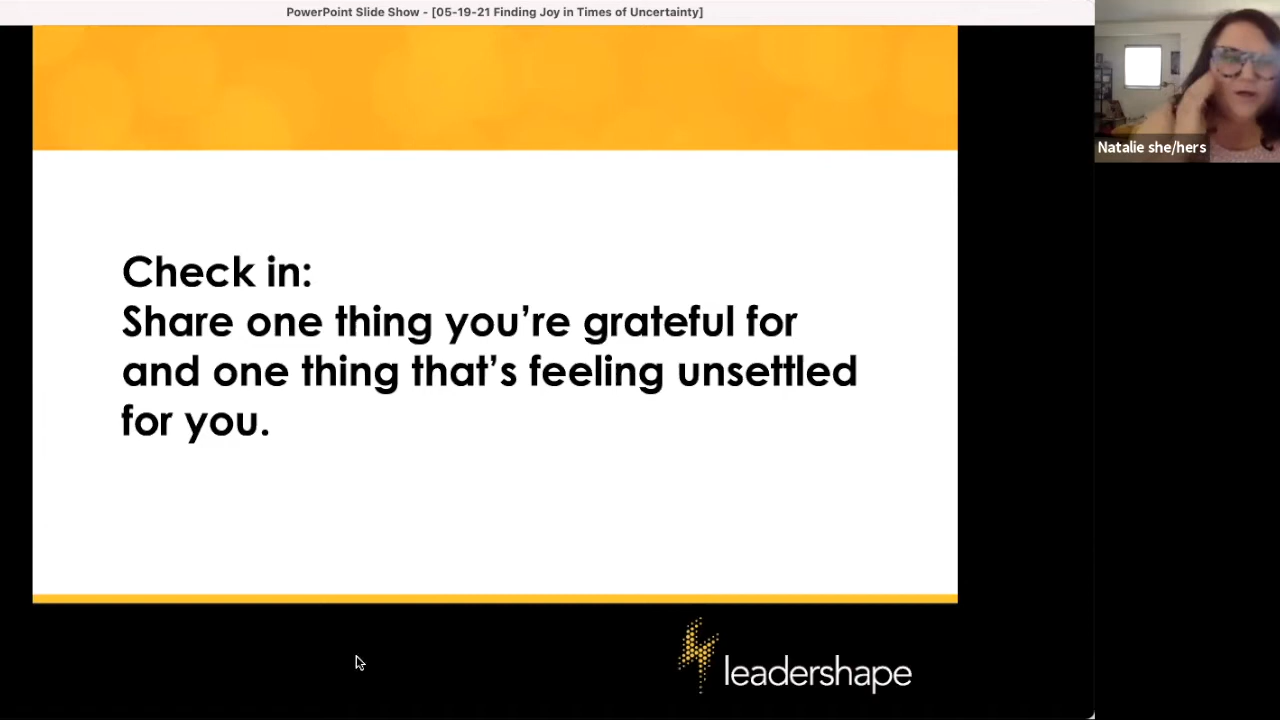 PowerPoint Slide Show - [05-19-21 Finding Joy in Times of Uncertainty]
Natalie she/hers
Check in:
Share one thing you’re grateful for
and one thing that’s feeling unsettled
for you.
leadershape